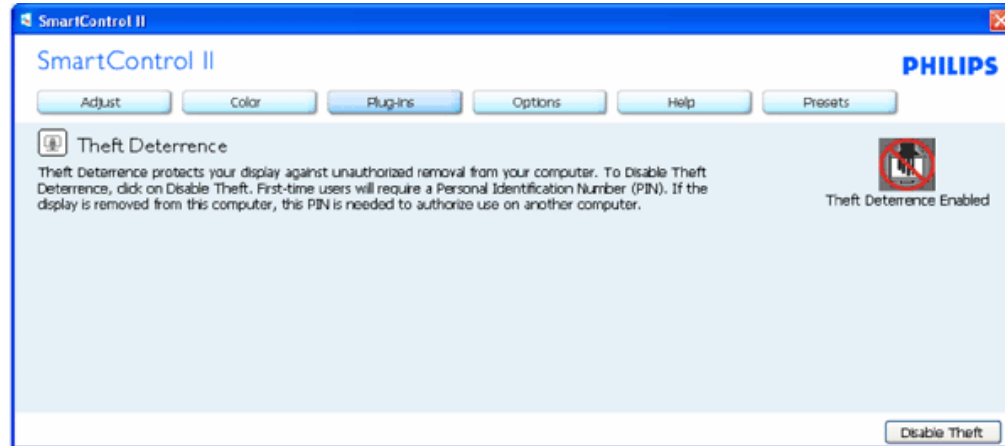 SmartControl II
SmartControl II
PHILIPS
Adjust
Color
Plug-Ins
Options
Help
Presets
Theft Deterrence
Theft Deterrence protects your display against unauthorized removal from your computer. To Disable Theft
Deterrence, click on Disable Theft. First-time users will require a Personal Identification Number (PIN). If the
display is removed from this computer, this PIN is needed to authorize use on another computer.
Theft Deterrence Enabled
Disable Theft